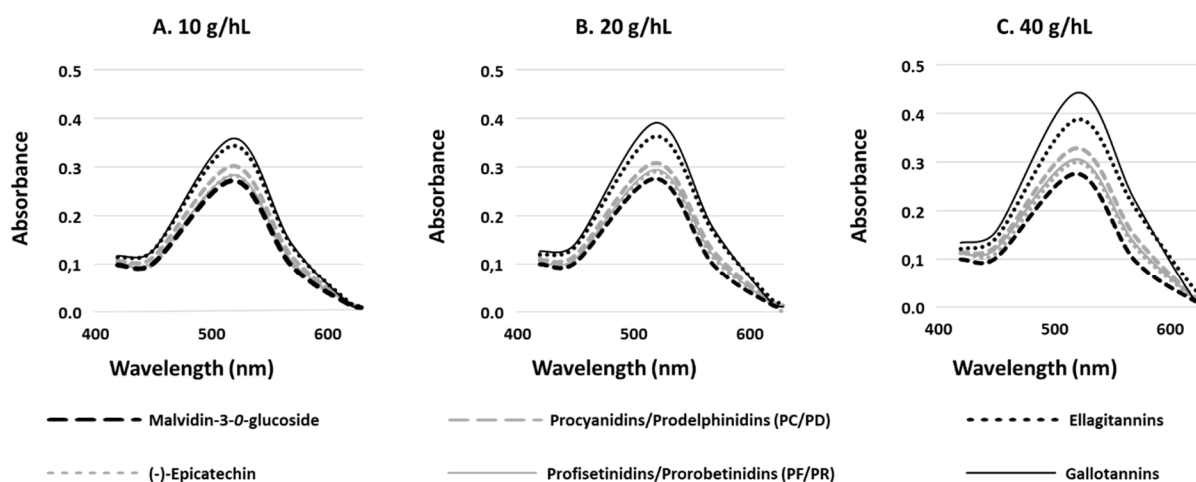 A. 10 g/hL
B. 20 g/hL
C. 40 g/hL
Absorbance
0.5
0.4
0.3
0.2
0,1
0.0
400
500
600
Wavelength (nm)
Absorbance
0.5
0.4
0.3
0.2
0,1
0.0
400
500
600
Wavelength (nm)
Absorbance
0.5
0.4
0.3
0.2
0,1
0.0
400
500
600
Wavelength (nm)
Malvidin-3-O-glucoside
Procyanidins/Prodelphinidins (PC/PD)
Ellagitannins
(-)-Epicatechin
Profisetinidins/Prorobetinidins (PF/PR)
Gallotannins